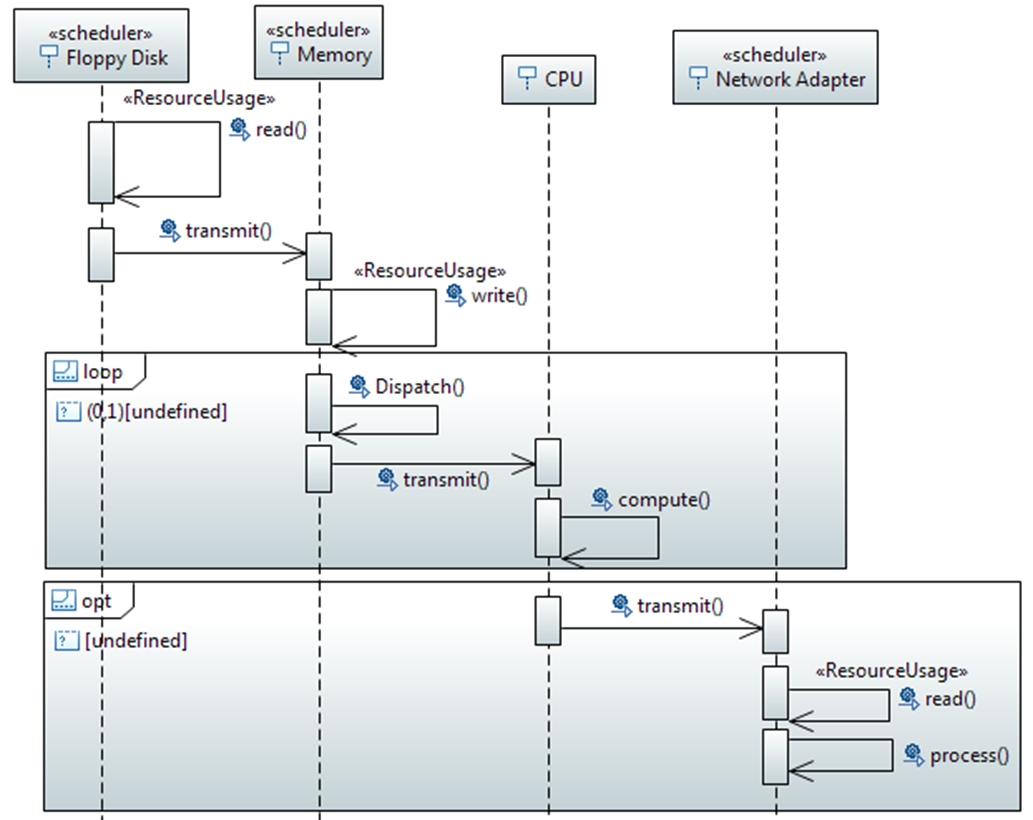 «scheduler»
Floppy Disk
«scheduler»
Memory
CPU
«scheduler»
Network Adapter
«ResourceUsage»
read()
transmit()
«ResourceUsage»
write()
loop
(0,1)[undefined]
Dispatch()
transmit()
compute()
opt
[undefined]
transmit()
«ResourceUsage»
read()
process()